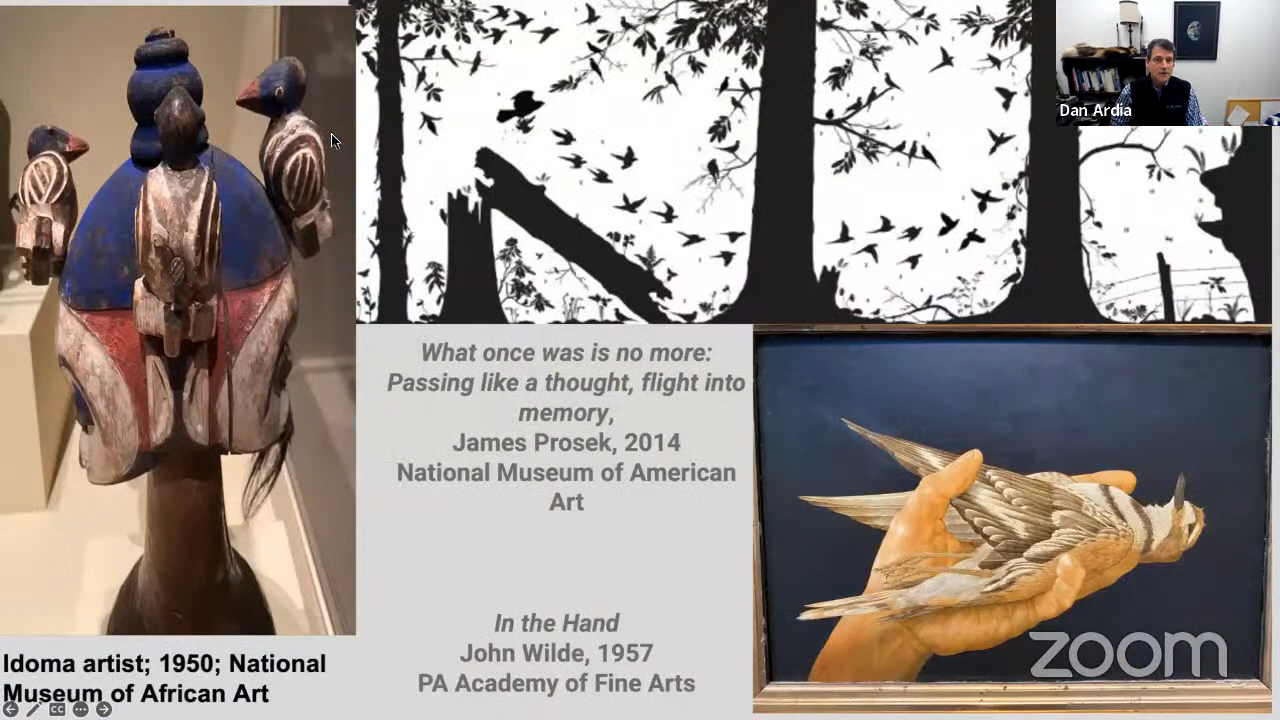 Dan Ardia
What once was is no more:
Passing like a thought, flight into
memory,
James Prosek, 2014
National Museum of American
Art
In the Hand
John Wilde, 1957
PA Academy of Fine Arts
zoom
Idoma artist; 1950; National
Museum of African Art
CC